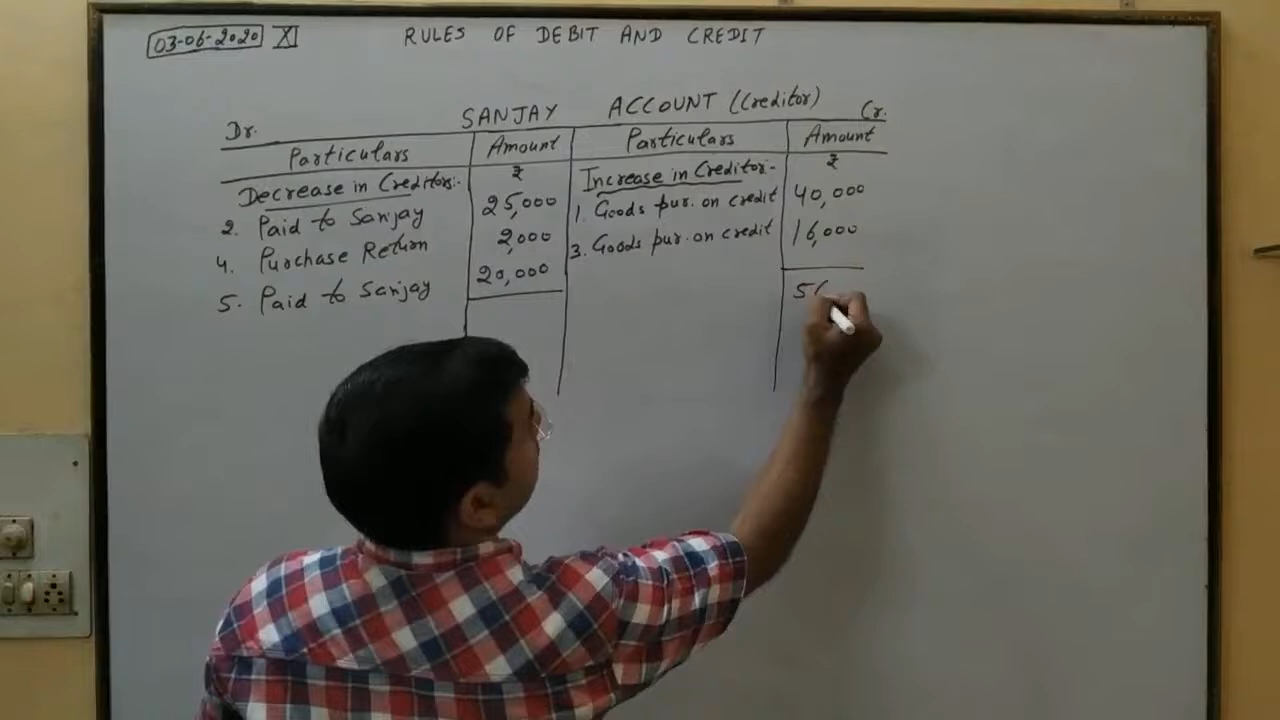 03-06-2020 XI RULES OF DEBIT AND CREDIT
SANJAY ACCOUNT (Creditor)
Dr. Cr.
Particulars Amount Particulars Amount
₹ ₹
Decrease in Creditors:- Increase in Creditor:-
2. Paid to Sanjay 25,000 1. Goods pur. on credit 40,000
4. Purchase Return 2,000 3. Goods pur. on credit 16,000
5. Paid to Sanjay 20,000
5